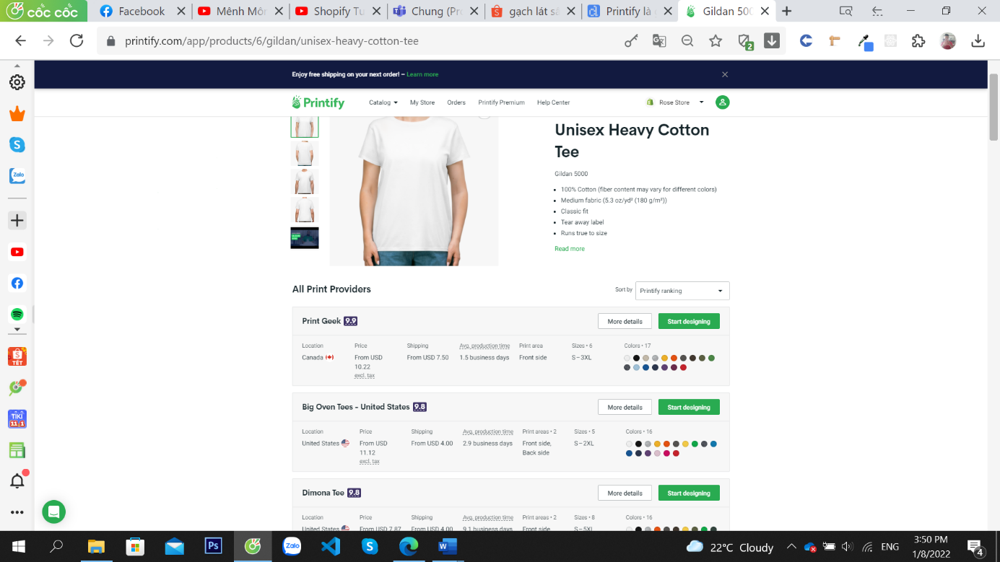 cốc cốc
Facebook
Mênh Môn
Shopify Tu
Chung (Pro
gạch lát sâ
Printify là
Gildan 500
printify.com/app/products/6/gildan/unisex-heavy-cotton-tee
2
Enjoy free shipping on your next order! – Learn more
Printify
Catalog
My Store
Orders
Printify Premium
Help Center
Rose Store
Unisex Heavy Cotton
Tee
Gildan 5000
100% Cotton (fiber content may vary for different colors)
Medium fabric (5.3 oz/yd² (180 g/m²))
Classic fit
Tear away label
Runs true to size
Read more
All Print Providers
Sort by
Printify ranking
Print Geek 9.9
More details
Start designing
Location
Price
Shipping
Avg. production time
Print area
Sizes • 6
Colors • 17
Canada
From USD
10.22
excl. tax
From USD 7.50
1.5 business days
Front side
S–3XL
Big Oven Tees - United States 9.8
More details
Start designing
Location
Price
Shipping
Avg. production time
Print areas • 2
Sizes • 5
Colors • 16
United States
From USD
11.12
excl. tax
From USD 4.00
2.9 business days
Front side,
Back side
S–2XL
Dimona Tee 9.8
More details
Start designing
Location
Price
Shipping
Avg. production time
Print areas • 2
Sizes • 8
Colors • 16
United States
From USD 7.87
From USD 4.00
9.1 business days
Front side,
S–5XL
Zalo
TẾT
TIKI
11.1
Ps
Zalo
22°C Cloudy
ENG
3:50 PM
1/8/2022
4